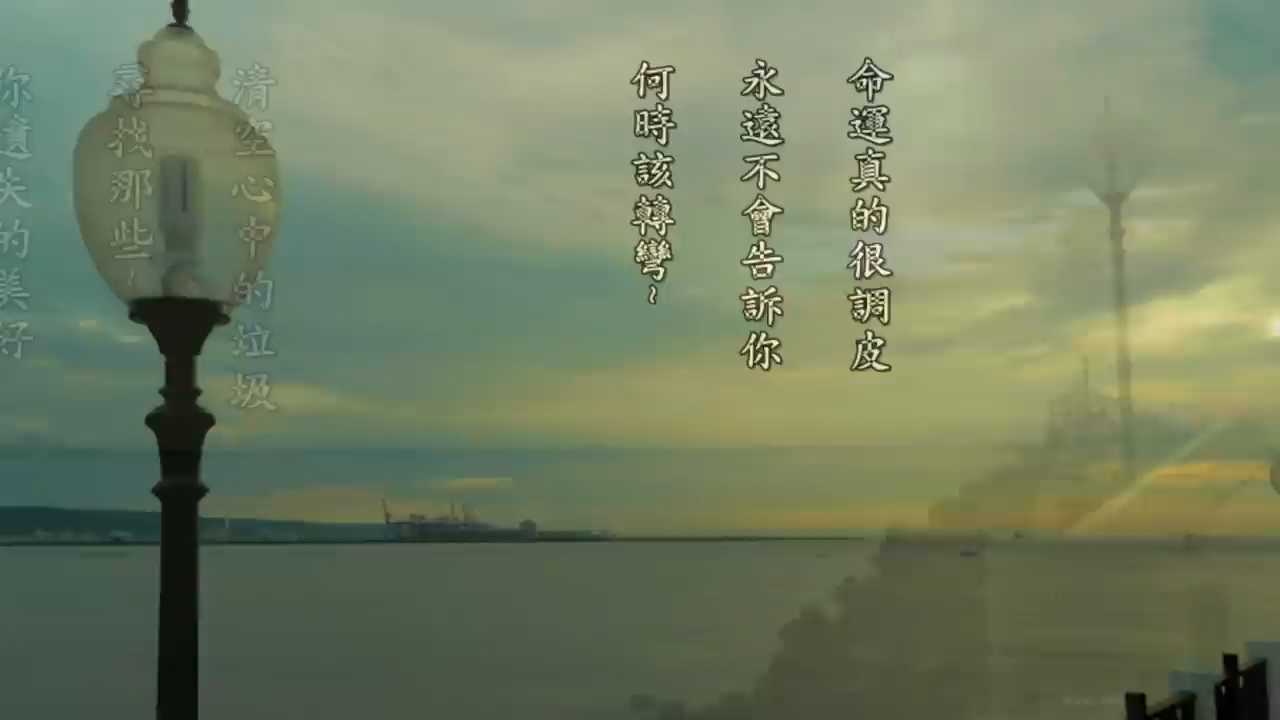 命運真的很調皮
永遠不會告訴你
何時該轉彎~
清空心中的垃圾
尋找那些~
你遺失的美好